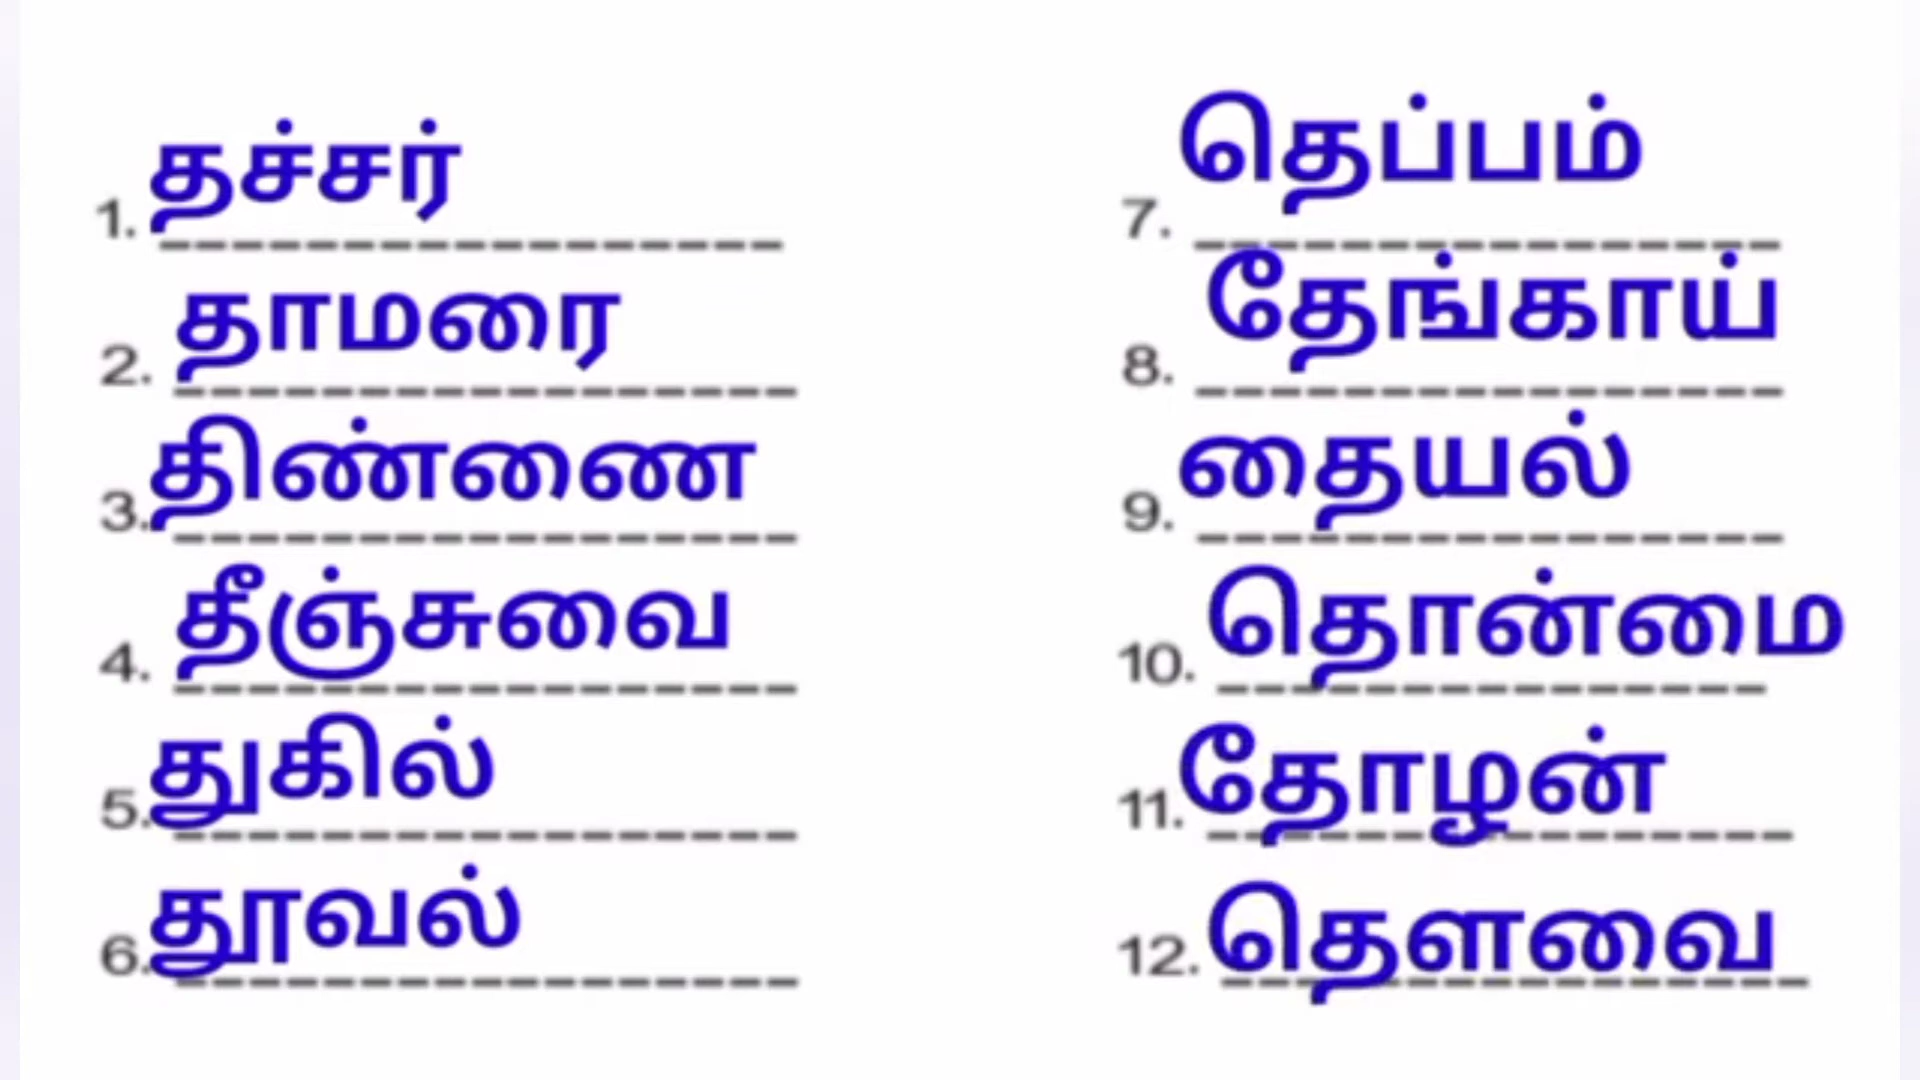 1. தச்சர்
2. தாமரை
3. திண்ணை
4. தீஞ்சுவை
5. துகில்
6. தூவல்
7. தெப்பம்
8. தேங்காய்
9. தையல்
10. தொன்மை
11. தோழன்
12. தௌவை